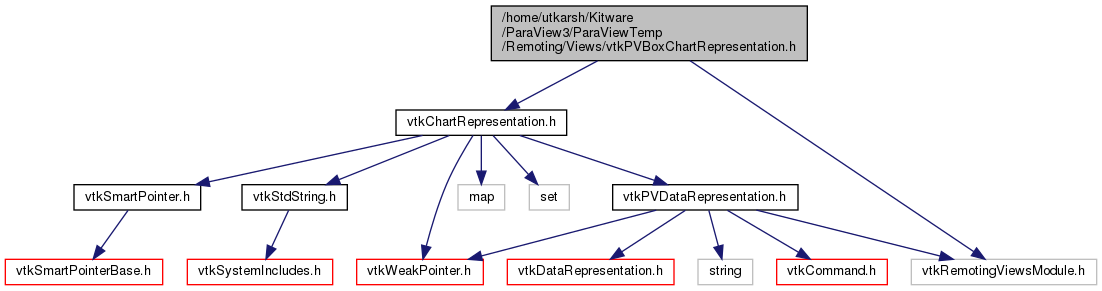 /home/utkarsh/Kitware
/ParaView3/ParaViewTemp
/Remoting/Views/vtkPVBoxChartRepresentation.h
vtkChartRepresentation.h
vtkSmartPointer.h
vtkStdString.h
map
set
vtkPVDataRepresentation.h
vtkSmartPointerBase.h
vtkSystemIncludes.h
vtkWeakPointer.h
vtkDataRepresentation.h
string
vtkCommand.h
vtkRemotingViewsModule.h